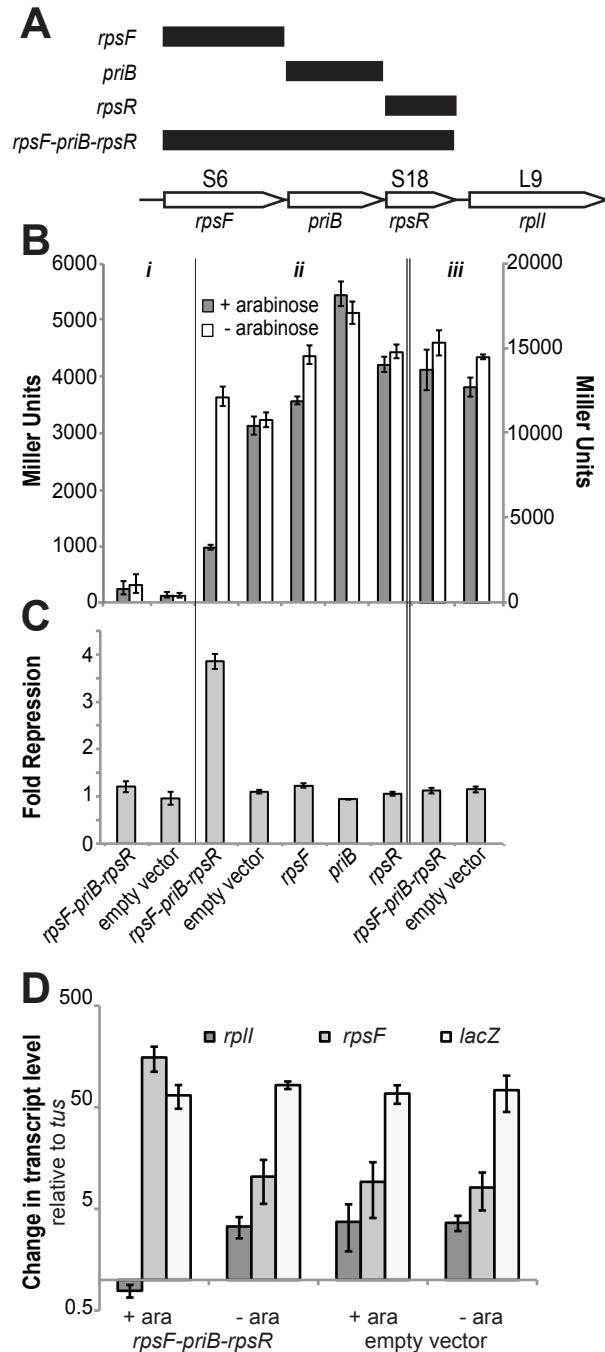 A
rpsF
priB
rpsR
rpsF-priB-rpsR
S6 S18 L9
rpsF priB rpsR rplI
B
i ii iii
+ arabinose
- arabinose
Miller Units
6000
5000
4000
3000
2000
1000
0
20000
15000
10000
5000
0
Miller Units
C
Fold Repression
4
3
2
1
0
rpsF-priB-rpsR
empty vector
rpsF-priB-rpsR
empty vector
rpsF
priB
rpsR
rpsF-priB-rpsR
empty vector
D
Change in transcript level
relative to tus
500
50
5
0.5
rplI rpsF lacZ
+ ara - ara + ara - ara
rpsF-priB-rpsR empty vector